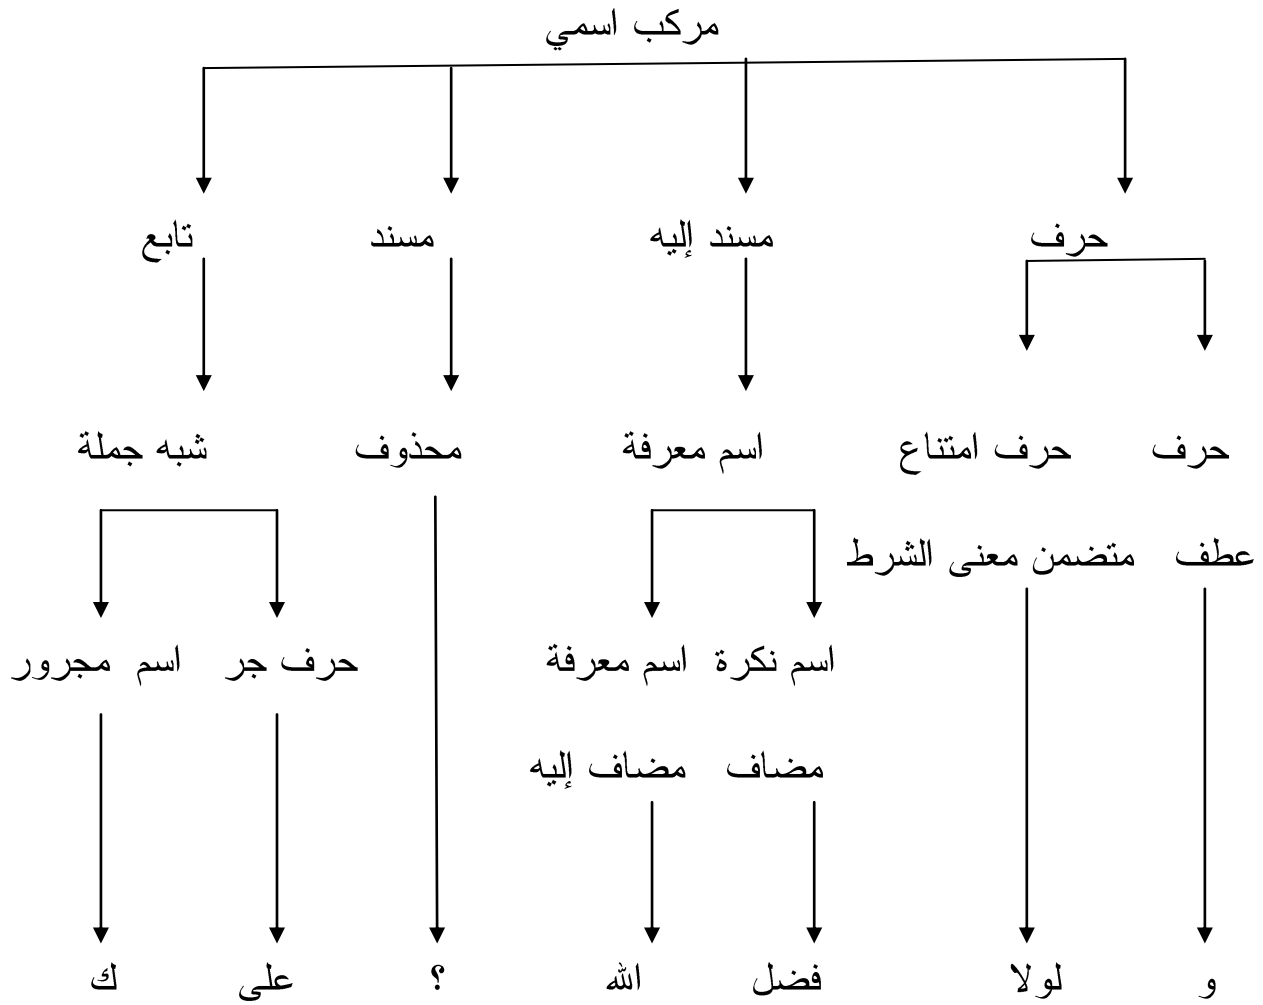 مركب اسمي
حرف مسند إليه مسند تابع
حرف حرف امتناع اسم معرفة محذوف شبه جملة
عطف متضمن معنى الشرط
اسم نكرة اسم معرفة حرف جر اسم مجرور
مضاف مضاف إليه
و لولا فضل الله ؟ على ك